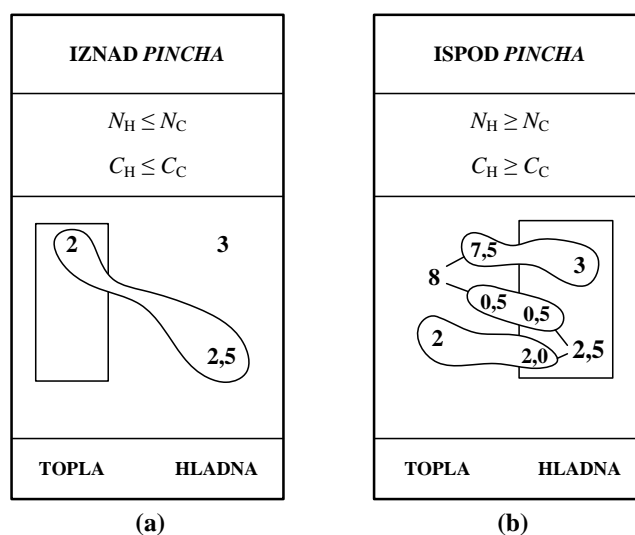 IZNAD PINCHA
N_H ≤ N_C
C_H ≤ C_C
2
3
2,5
TOPLA HLADNA
(a)
ISPOD PINCHA
N_H ≥ N_C
C_H ≥ C_C
7,5
3
8
0,5 0,5
2
2,0
2,5
TOPLA HLADNA
(b)